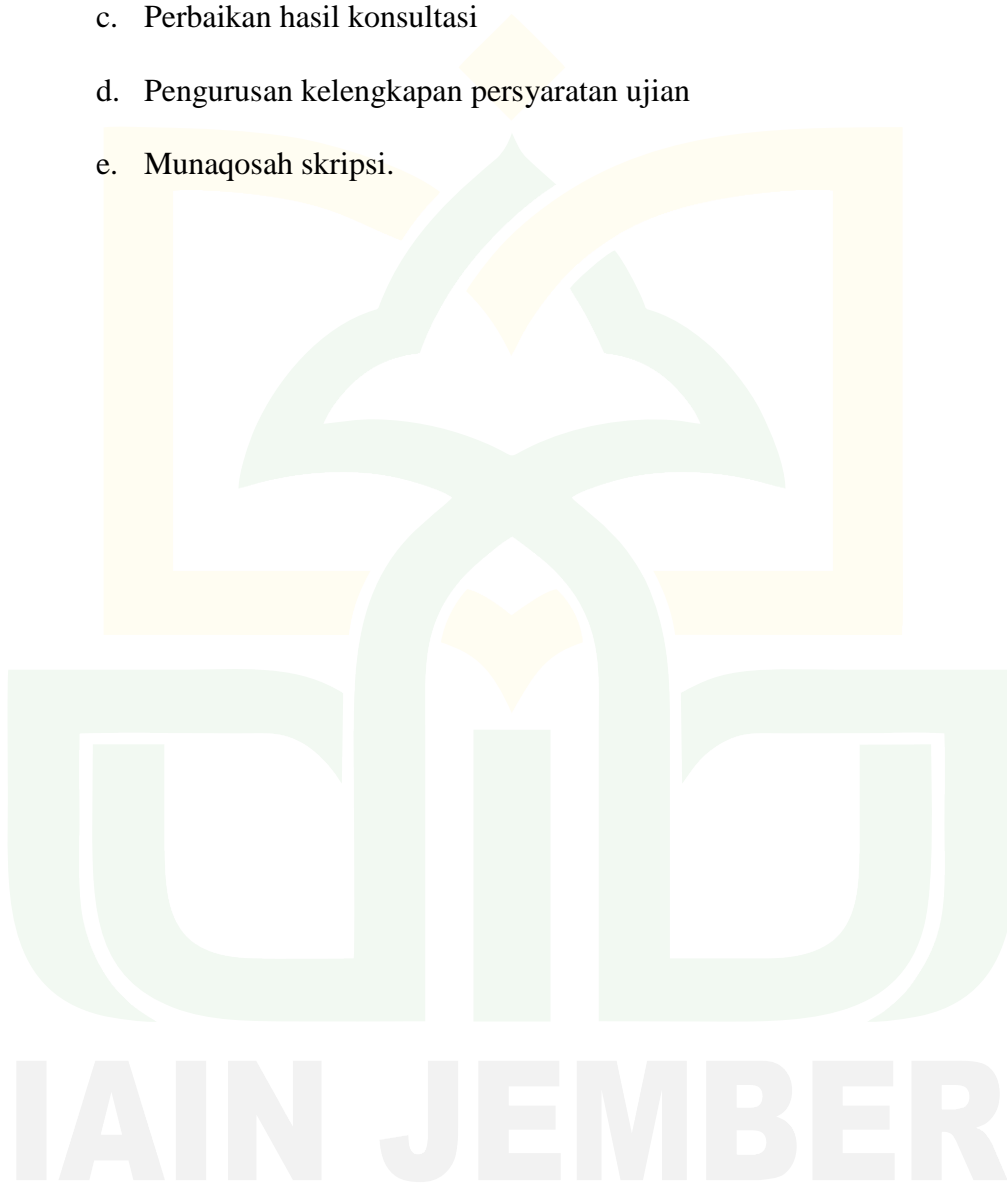 c. Perbaikan hasil konsultasi
d. Pengurusan kelengkapan persyaratan ujian
e. Munaqosah skripsi.
IAIN JEMBER